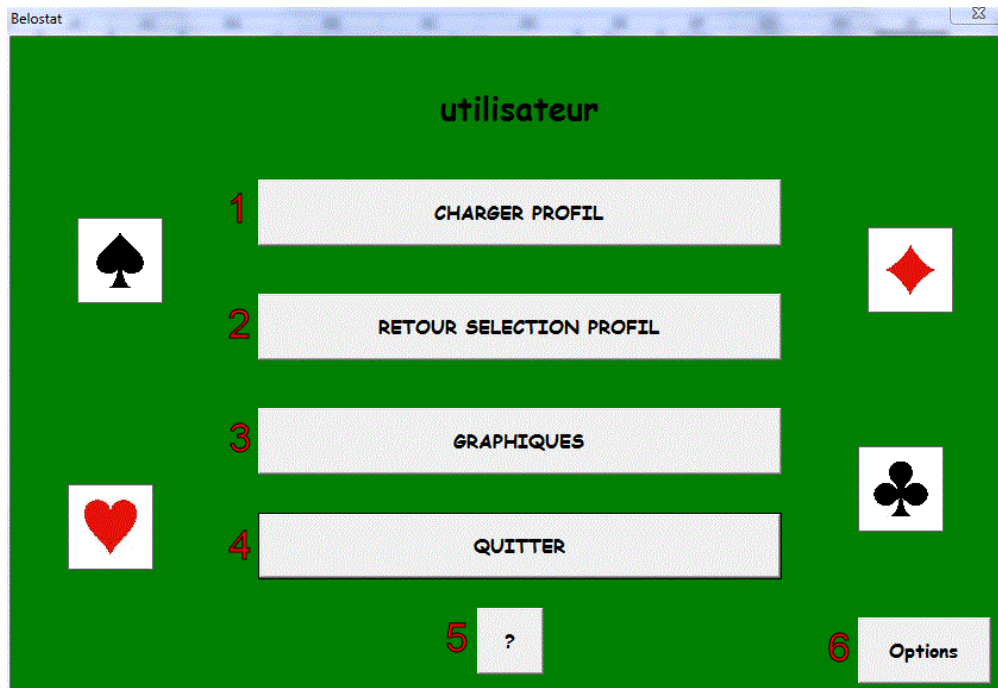 Belostat
utilisateur
1 CHARGER PROFIL
2 RETOUR SELECTION PROFIL
3 GRAPHIQUES
4 QUITTER
5 ?
6 Options